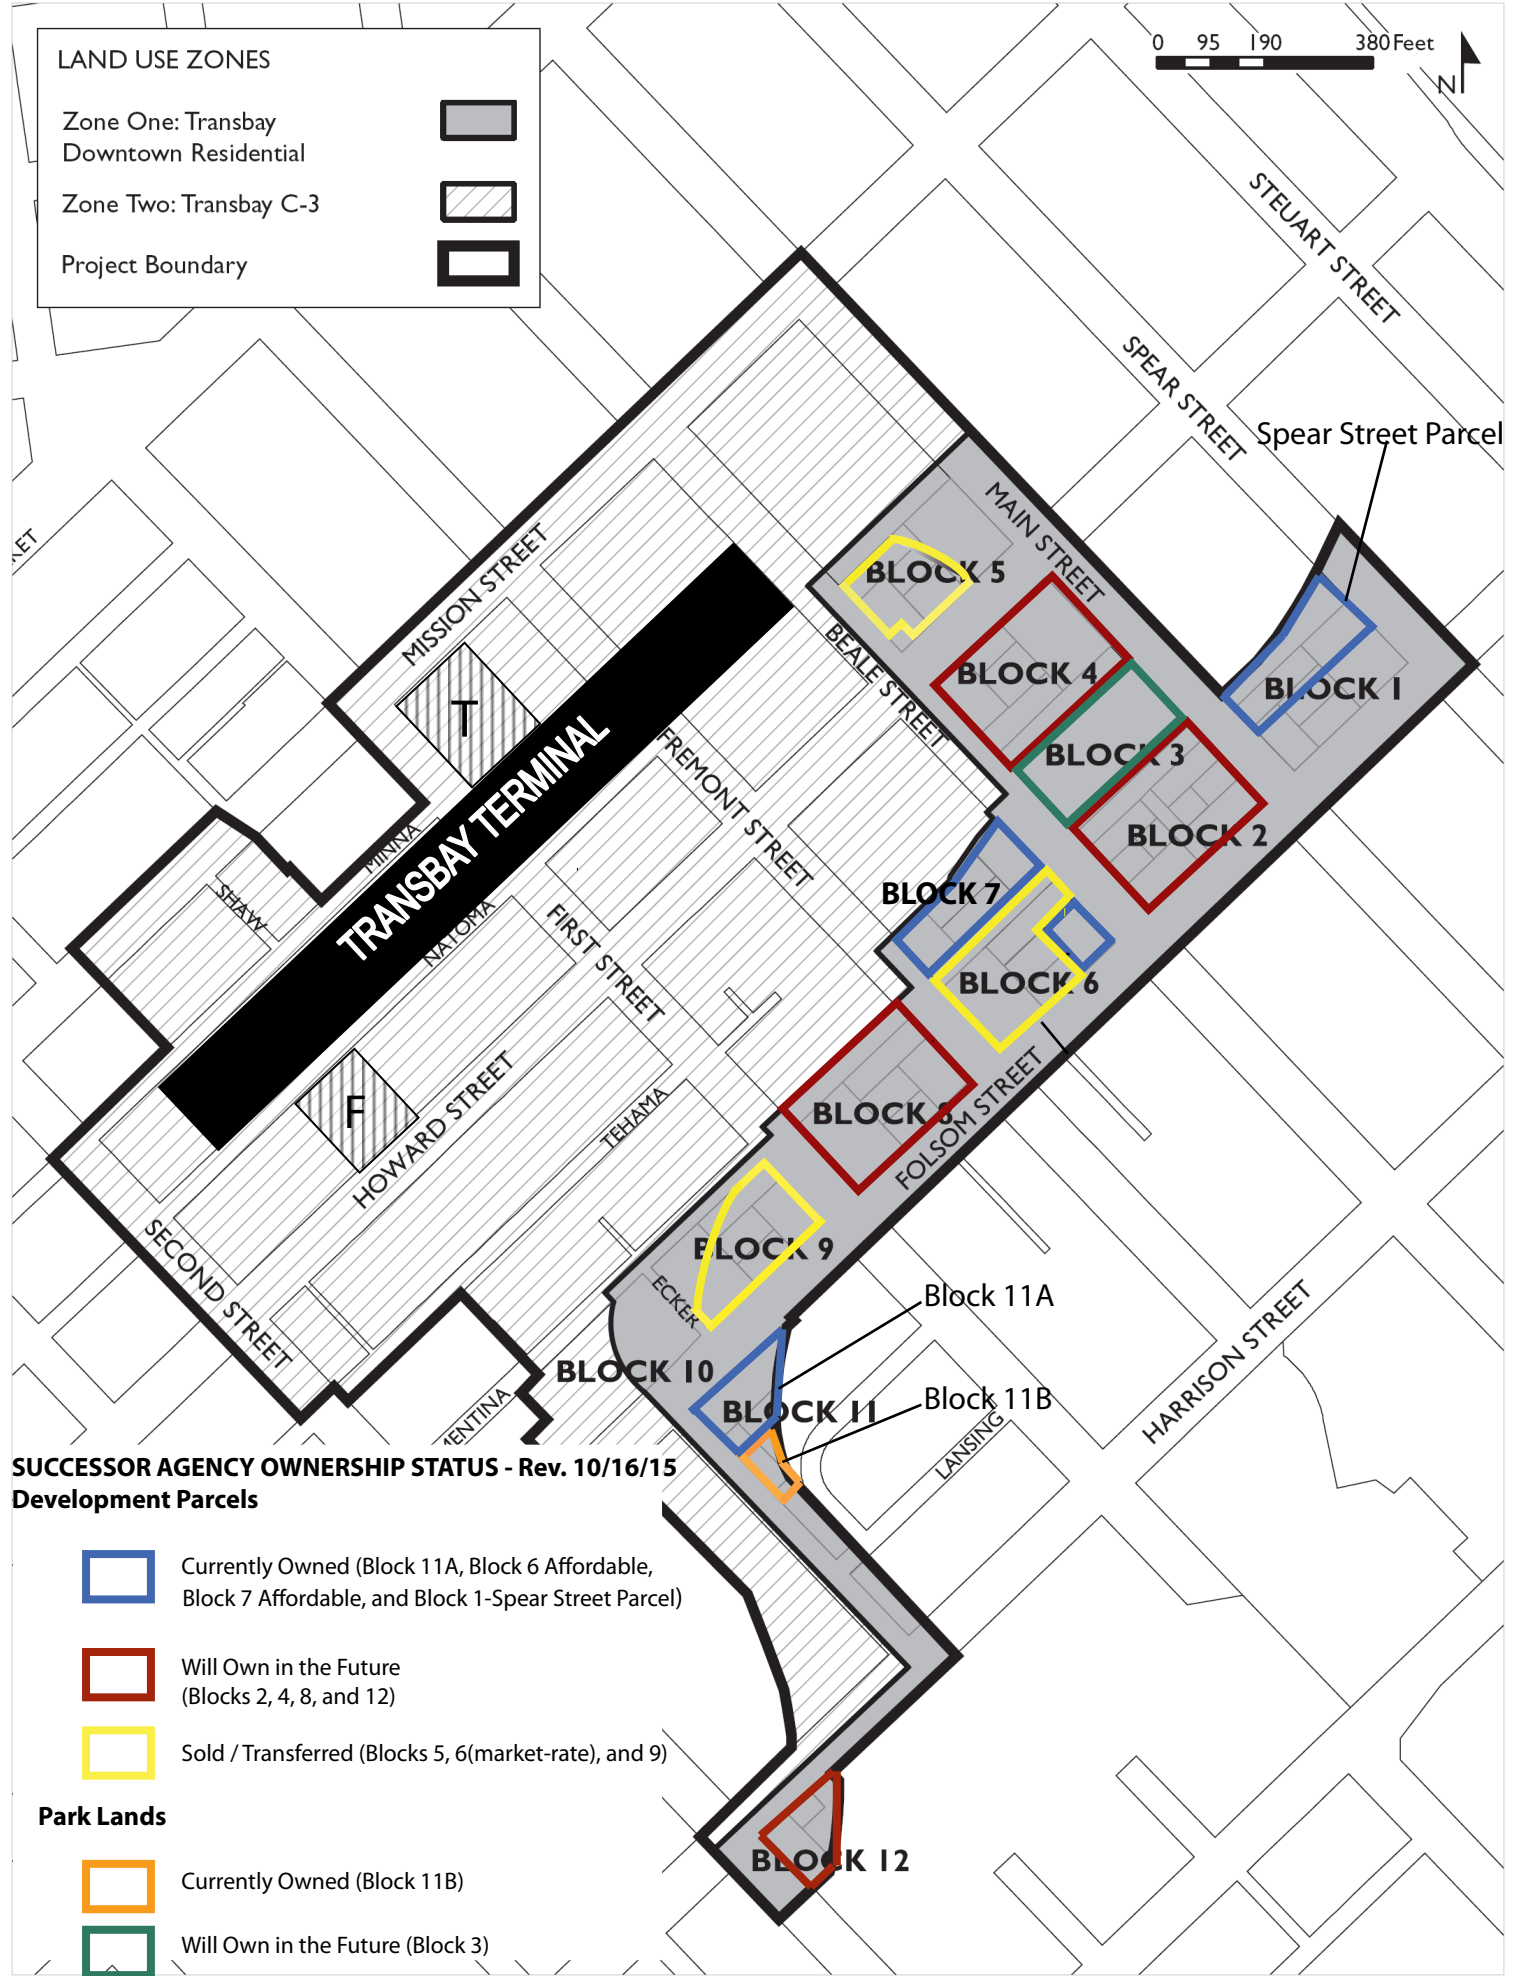 LAND USE ZONES
Zone One: Transbay
Downtown Residential
Zone Two: Transbay C-3
Project Boundary
0 95 190 380 Feet
N
STEUART STREET
SPEAR STREET
Spear Street Parcel
MAIN STREET
BLOCK 5
BEALE STREET
BLOCK 4
BLOCK 1
BLOCK 3
BLOCK 2
MISSION STREET
T
TRANSBAY TERMINAL
FREMONT STREET
MINNA
SHAW
NATOMA
FIRST STREET
BLOCK 7
BLOCK 6
F
HOWARD STREET
TEHAMA
BLOCK 8
FOLSOM STREET
SECOND STREET
BLOCK 9
ECKER
Block 11A
BLOCK 10
BLOCK 11
Block 11B
LANSING
HARRISON STREET
MENTINA
SUCCESSOR AGENCY OWNERSHIP STATUS - Rev. 10/16/15
Development Parcels
Currently Owned (Block 11A, Block 6 Affordable,
Block 7 Affordable, and Block 1-Spear Street Parcel)
Will Own in the Future
(Blocks 2, 4, 8, and 12)
Sold / Transferred (Blocks 5, 6(market-rate), and 9)
Park Lands
Currently Owned (Block 11B)
Will Own in the Future (Block 3)
BLOCK 12